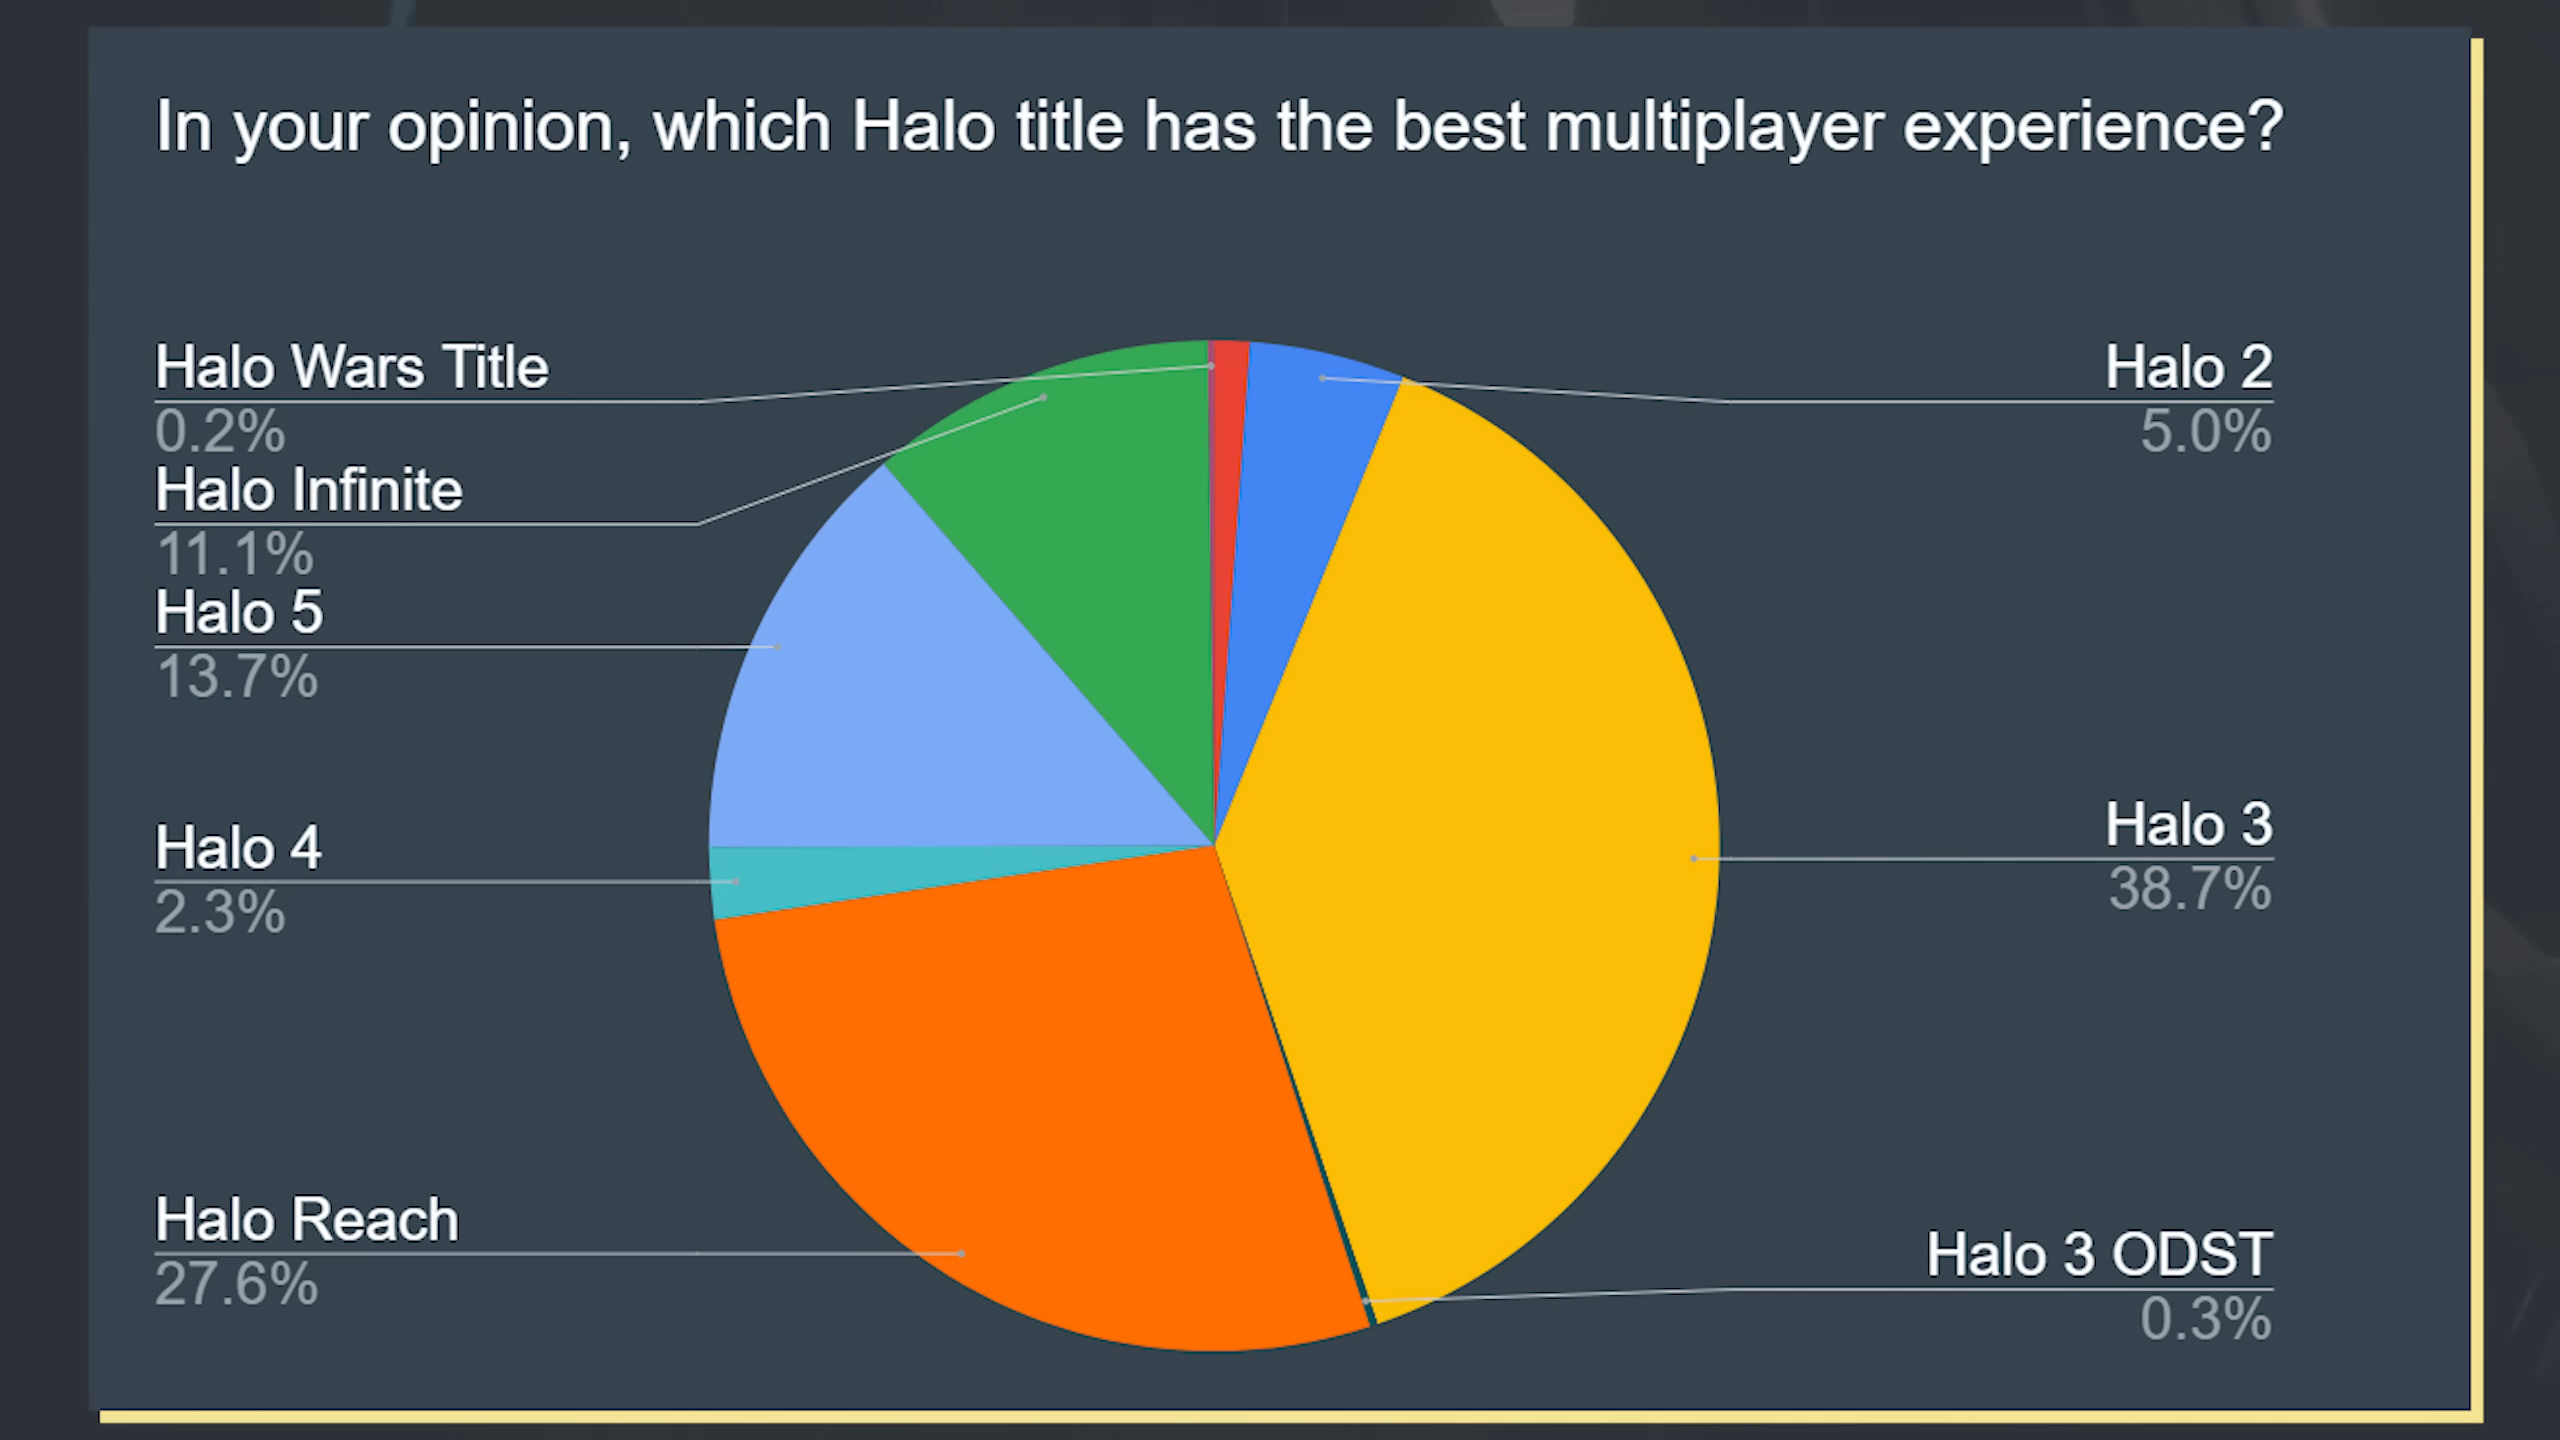 In your opinion, which Halo title has the best multiplayer experience?
Halo Wars Title
0.2%
Halo Infinite
11.1%
Halo 5
13.7%
Halo 4
2.3%
Halo Reach
27.6%
Halo 2
5.0%
Halo 3
38.7%
Halo 3 ODST
0.3%